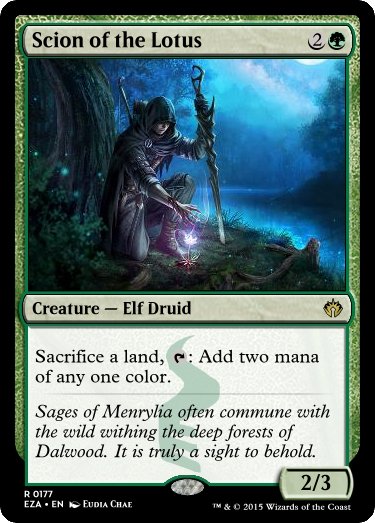 Scion of the Lotus 2
Creature — Elf Druid
Sacrifice a land, : Add two mana
of any one color.
Sages of Menrylia often commune with
the wild withing the deep forests of
Dalwood. It is truly a sight to behold.
2/3
R 0177
EZA • EN Eudia Chae
™ & © 2015 Wizards of the Coast